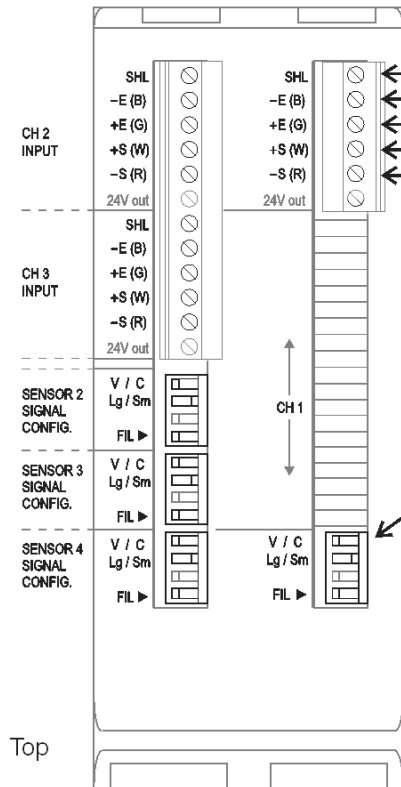 SHL
–E (B)
CH 2
INPUT
+E (G)
+S (W)
–S (R)
24V out
SHL
–E (B)
CH 3
INPUT
+E (G)
+S (W)
–S (R)
24V out
SENSOR 2
SIGNAL
CONFIG.
V / C
Lg / Sm
FIL ►
SENSOR 3
SIGNAL
CONFIG.
V / C
Lg / Sm
FIL ►
SENSOR 4
SIGNAL
CONFIG.
V / C
Lg / Sm
FIL ►
SHL
–E (B)
+E (G)
+S (W)
–S (R)
24V out
CH 1
V / C
Lg / Sm
FIL ►
Top